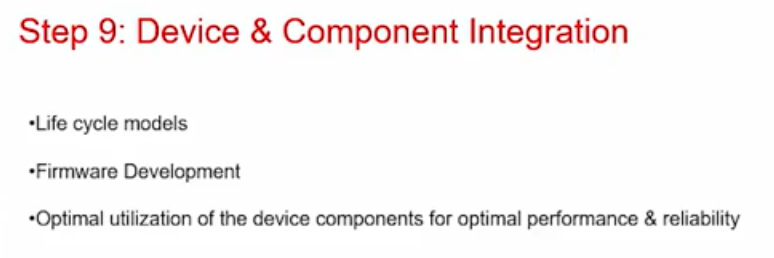 Step 9: Device & Component Integration
•Life cycle models
•Firmware Development
•Optimal utilization of the device components for optimal performance & reliability